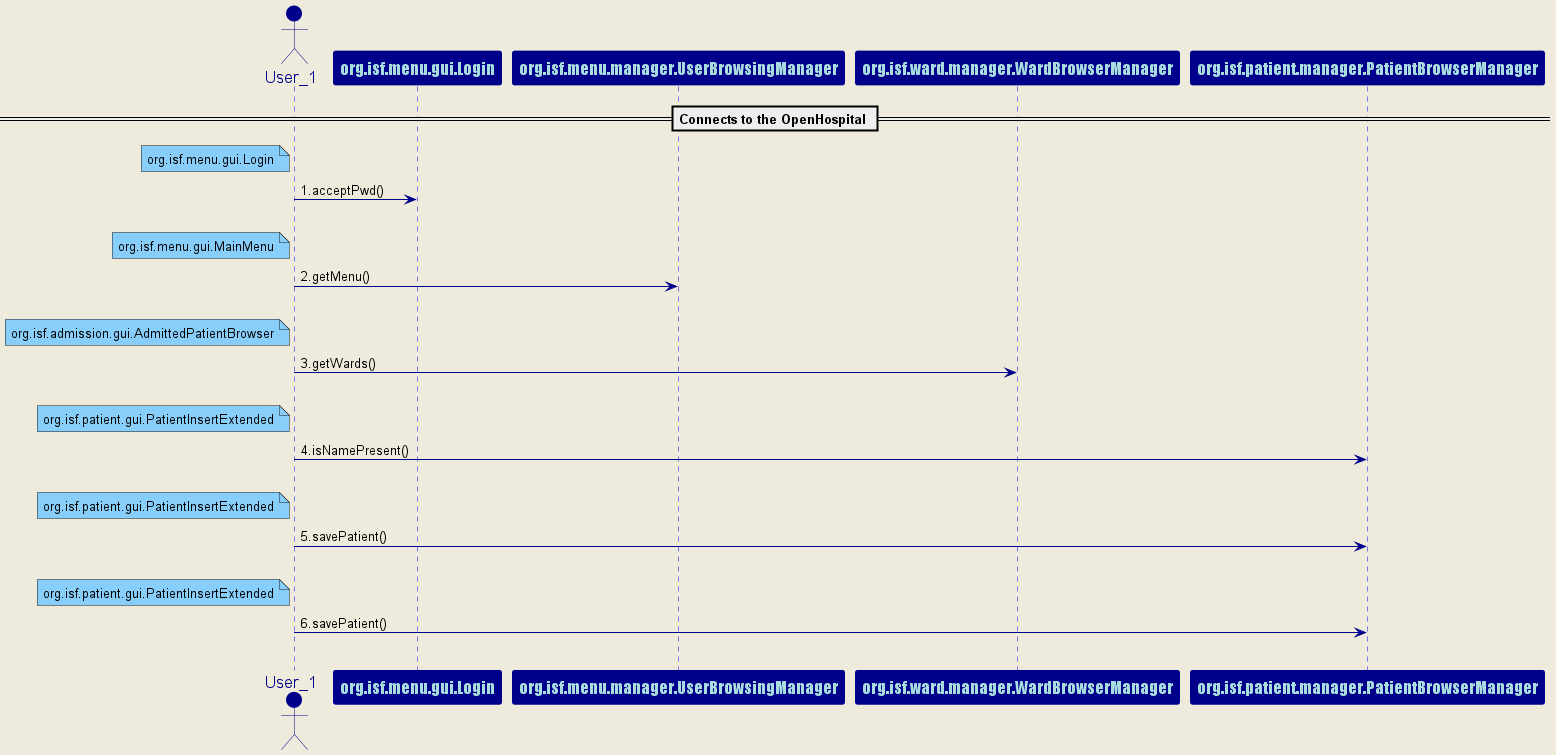 User_1
org.isf.menu.gui.Login
org.isf.menu.manager.UserBrowsingManager
org.isf.ward.manager.WardBrowserManager
org.isf.patient.manager.PatientBrowserManager
Connects to the OpenHospital
org.isf.menu.gui.Login
1.acceptPwd()
org.isf.menu.gui.MainMenu
2.getMenu()
org.isf.admission.gui.AdmittedPatientBrowser
3.getWards()
org.isf.patient.gui.PatientInsertExtended
4.isNamePresent()
org.isf.patient.gui.PatientInsertExtended
5.savePatient()
org.isf.patient.gui.PatientInsertExtended
6.savePatient()
User_1
org.isf.menu.gui.Login
org.isf.menu.manager.UserBrowsingManager
org.isf.ward.manager.WardBrowserManager
org.isf.patient.manager.PatientBrowserManager